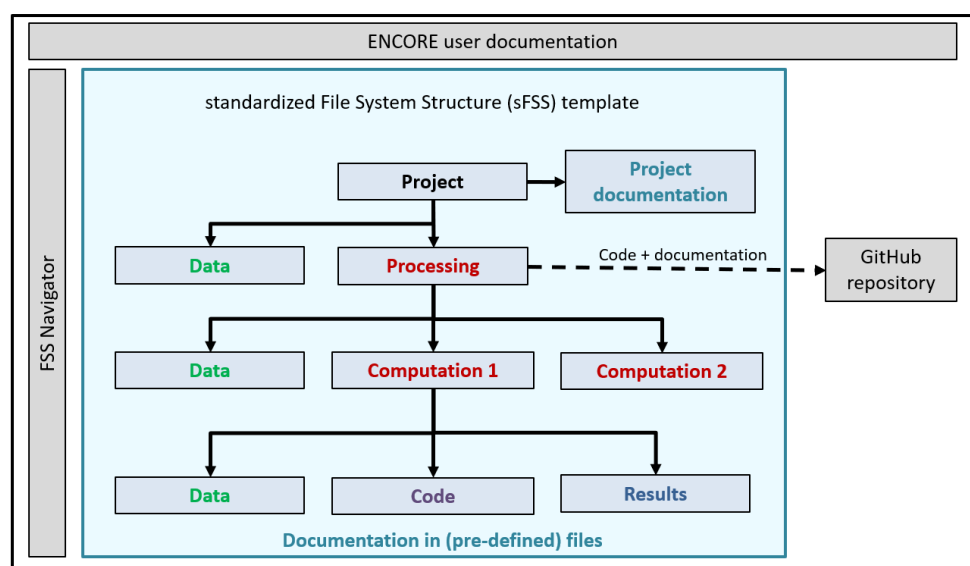 ENCORE user documentation
FSS Navigator
standardized File System Structure (sFSS) template
Project
Project
documentation
Data
Processing
Code + documentation
GitHub
repository
Data
Computation 1
Computation 2
Data
Code
Results
Documentation in (pre-defined) files